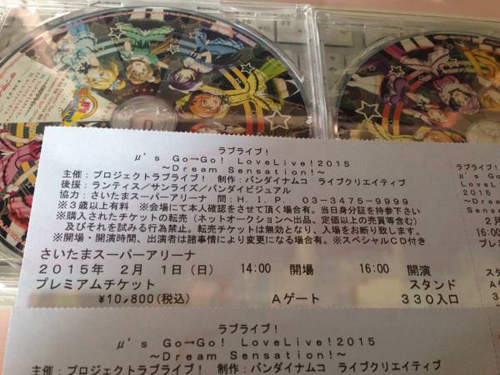 ラブライブ!
μ's Go→Go! LoveLive!2015
～Dream Sensation!～
主催:プロジェクトラブライブ! 制作:バンダイナムコ ライブクリエイティブ
後援:ランティス/サンライズ/バンダイビジュアル
協力:さいたまスーパーアリーナ 問:H.I.P. 03-3475-9999
※3歳以上有料 ※会場にて本人確認をさせて頂く場合有。当日身分証を持参下さい
※購入されたチケットの転売(ネットオークションへ出品。定価以上の売買等含む)
及びそれを試みる行為禁止。転売チケットは無効となり、入場をお断り致します。
※開場・開演時間、出演者は諸事情により変更になる場合有。※スペシャルCD付き
さいたまスーパーアリーナ
2015年 2月 1日(日) 14:00 開場 16:00 開演
プレミアムチケット スタンド
¥10,800(税込) Aゲート 330入口
ラブライブ!
μ's Go→Go! LoveLive!2015
～Dream Sensation!～
主催:プロジェクトラブライブ! 制作:バンダイナムコ ライブクリエイティブ